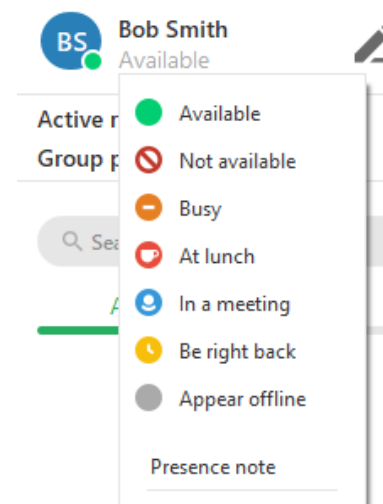 BS
Bob Smith
Available
Active
Group
Available
Not available
Busy
At lunch
In a meeting
Be right back
Appear offline
Presence note